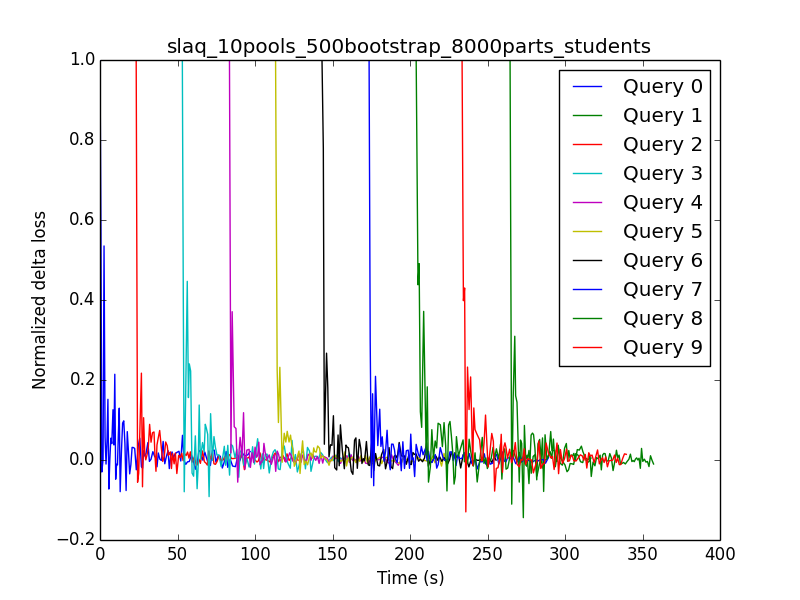 slaq_10pools_500bootstrap_8000parts_students
1.0
0.8
0.6
0.4
0.2
0.0
−0.2
Normalized delta loss
0 50 100 150 200 250 300 350 400
Time (s)
Query 0
Query 1
Query 2
Query 3
Query 4
Query 5
Query 6
Query 7
Query 8
Query 9